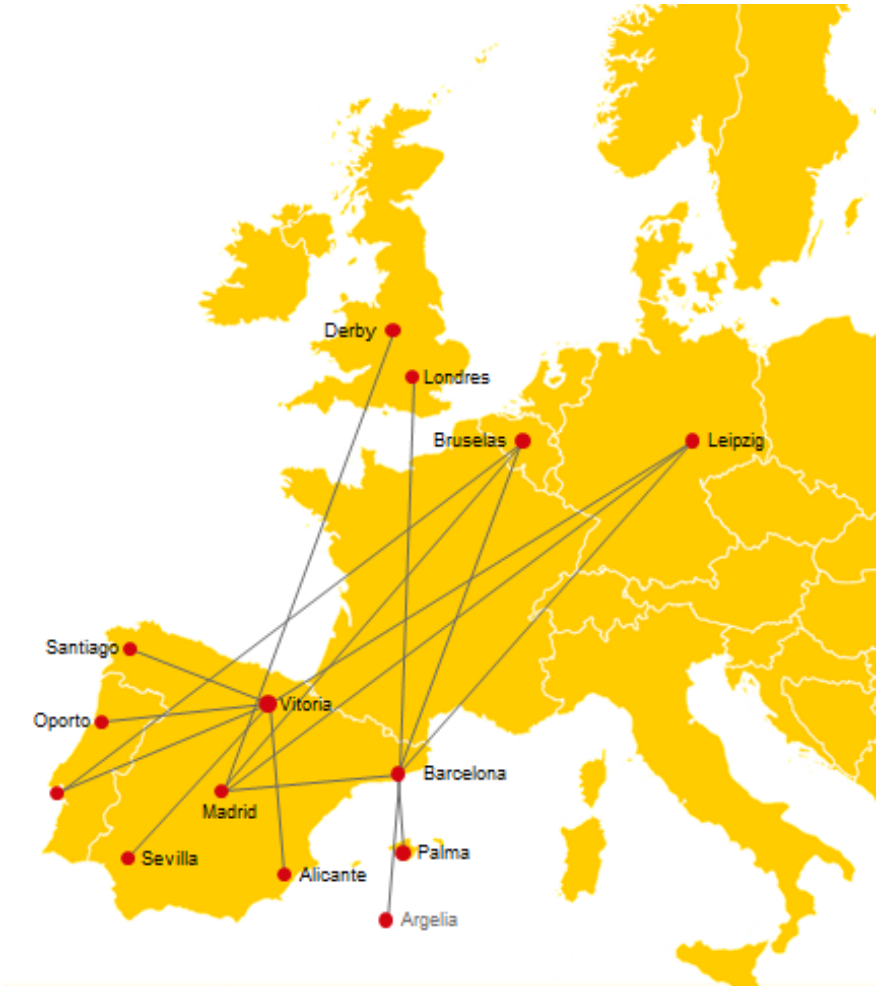 Derby
Londres
Bruselas
Leipzig
Santiago
Vitoria
Oporto
Barcelona
Madrid
Sevilla
Palma
Alicante
Argelia